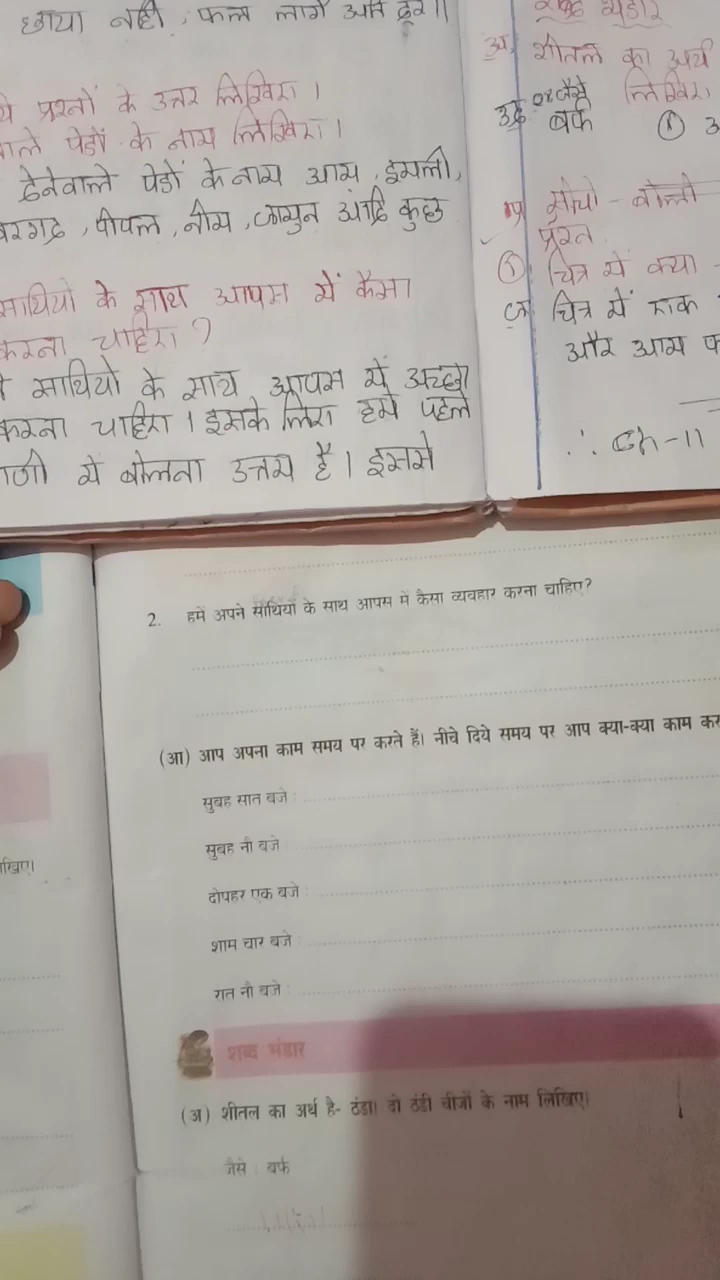 छाया नहीं, फल लागे अति दूर॥
ये प्रश्नों के उत्तर लिखिए।
वाले पेडों के नाम लिखिए।
देनेवाले पेडों के नाम आम, इमली,
बरगद, पीपल, नीम, जामुन आदि कुछ
साथियो के साथ आपस में कैसा
करना चाहिए?
साथियो के साथ आपस में अच्छा
करना चाहिए। इसके लिए हमे पहले
में बोलना उत्तम है। इससे
शब्द भंडार
अ) शीतल का अर्थ
लिखिए।
जैसे
बर्फ
सोचो - बोलो
प्रश्न
① चित्र में क्या
ज) चित्र में एक
और आम
∴ Ch-11
2. हमें अपने साथियों के साथ आपस में कैसा व्यवहार करना चाहिए?
(आ) आप अपना काम समय पर करते हैं। नीचे दिये समय पर आप क्या-क्या काम कर
सुबह सात बजे :
सुबह नौ बजे :
दोपहर एक बजे :
शाम चार बजे :
रात नौ बजे :
खिए।
शब्द भंडार
(अ) शीतल का अर्थ है- ठंडा। दो ठंडी चीजों के नाम लिखिए।
जैसे : बर्फ